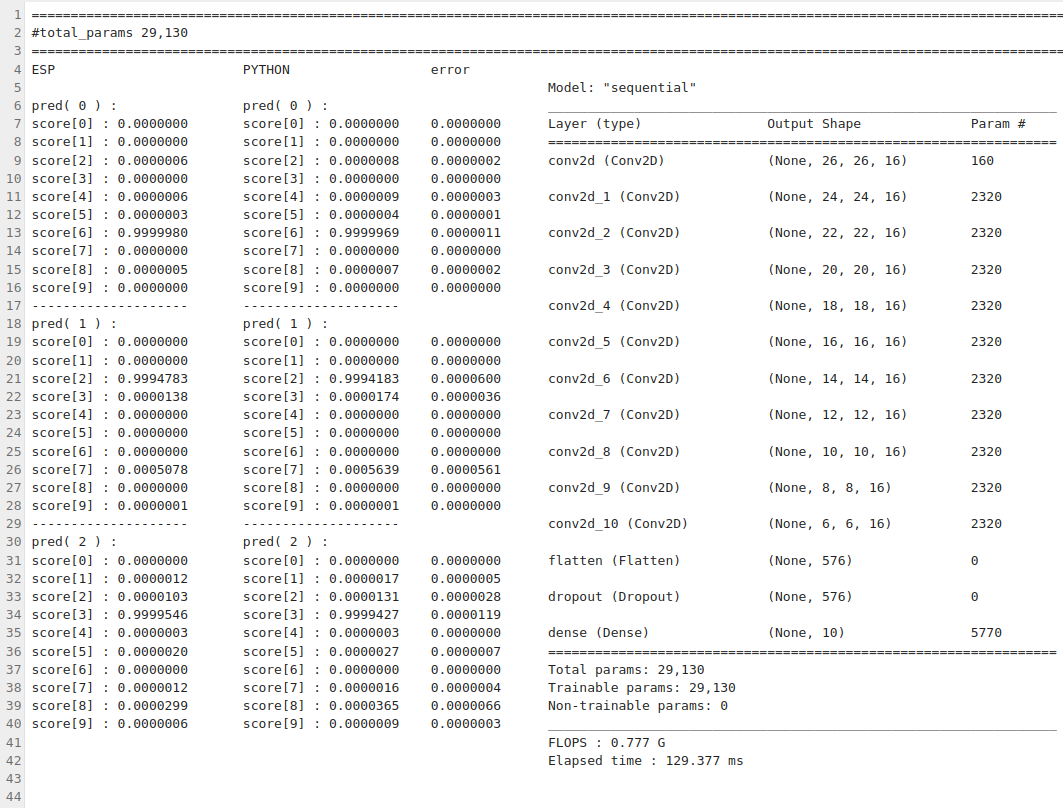 1 ================================================================
2 #total_params 29,130
3 ================================================================
4 ESP PYTHON error
5 Model: "sequential"
6 pred( 0 ) : pred( 0 ) : _________________________________________________________________
7 score[0] : 0.0000000 score[0] : 0.0000000 0.0000000 Layer (type) Output Shape Param #
8 score[1] : 0.0000000 score[1] : 0.0000000 0.0000000 =================================================================
9 score[2] : 0.0000006 score[2] : 0.0000008 0.0000002 conv2d (Conv2D) (None, 26, 26, 16) 160
10 score[3] : 0.0000000 score[3] : 0.0000000 0.0000000
11 score[4] : 0.0000006 score[4] : 0.0000009 0.0000003 conv2d_1 (Conv2D) (None, 24, 24, 16) 2320
12 score[5] : 0.0000003 score[5] : 0.0000004 0.0000001
13 score[6] : 0.9999980 score[6] : 0.9999969 0.0000011 conv2d_2 (Conv2D) (None, 22, 22, 16) 2320
14 score[7] : 0.0000000 score[7] : 0.0000000 0.0000000
15 score[8] : 0.0000005 score[8] : 0.0000007 0.0000002 conv2d_3 (Conv2D) (None, 20, 20, 16) 2320
16 score[9] : 0.0000000 score[9] : 0.0000000 0.0000000
17 -------------------- -------------------- conv2d_4 (Conv2D) (None, 18, 18, 16) 2320
18 pred( 1 ) : pred( 1 ) :
19 score[0] : 0.0000000 score[0] : 0.0000000 0.0000000 conv2d_5 (Conv2D) (None, 16, 16, 16) 2320
20 score[1] : 0.0000000 score[1] : 0.0000000 0.0000000
21 score[2] : 0.9994783 score[2] : 0.9994183 0.0000600 conv2d_6 (Conv2D) (None, 14, 14, 16) 2320
22 score[3] : 0.0000138 score[3] : 0.0000174 0.0000036
23 score[4] : 0.0000000 score[4] : 0.0000000 0.0000000 conv2d_7 (Conv2D) (None, 12, 12, 16) 2320
24 score[5] : 0.0000000 score[5] : 0.0000000 0.0000000
25 score[6] : 0.0000000 score[6] : 0.0000000 0.0000000 conv2d_8 (Conv2D) (None, 10, 10, 16) 2320
26 score[7] : 0.0005078 score[7] : 0.0005639 0.0000561
27 score[8] : 0.0000000 score[8] : 0.0000000 0.0000000 conv2d_9 (Conv2D) (None, 8, 8, 16) 2320
28 score[9] : 0.0000001 score[9] : 0.0000001 0.0000000
29 -------------------- -------------------- conv2d_10 (Conv2D) (None, 6, 6, 16) 2320
30 pred( 2 ) : pred( 2 ) :
31 score[0] : 0.0000000 score[0] : 0.0000000 0.0000000 flatten (Flatten) (None, 576) 0
32 score[1] : 0.0000012 score[1] : 0.0000017 0.0000005
33 score[2] : 0.0000103 score[2] : 0.0000131 0.0000028 dropout (Dropout) (None, 576) 0
34 score[3] : 0.9999546 score[3] : 0.9999427 0.0000119
35 score[4] : 0.0000003 score[4] : 0.0000003 0.0000000 dense (Dense) (None, 10) 5770
36 score[5] : 0.0000020 score[5] : 0.0000027 0.0000007 =================================================================
37 score[6] : 0.0000000 score[6] : 0.0000000 0.0000000 Total params: 29,130
38 score[7] : 0.0000012 score[7] : 0.0000016 0.0000004 Trainable params: 29,130
39 score[8] : 0.0000299 score[8] : 0.0000365 0.0000066 Non-trainable params: 0
40 score[9] : 0.0000006 score[9] : 0.0000009 0.0000003 _________________________________________________________________
41 FLOPS : 0.777 G
42 Elapsed time : 129.377 ms
43
44